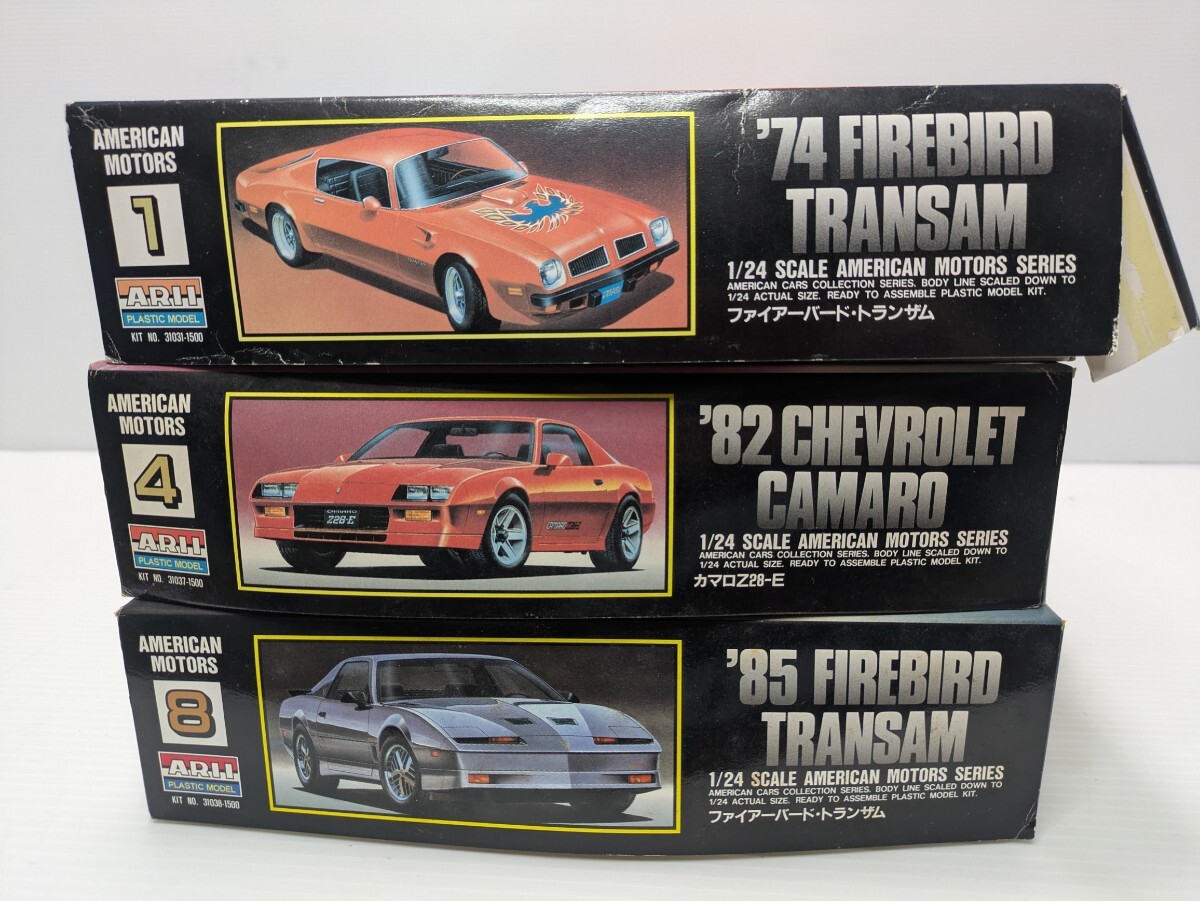 AMERICAN
MOTORS
1
ARII
PLASTIC MODEL
KIT NO. 31031-1500
'74 FIREBIRD
TRANSAM
1/24 SCALE AMERICAN MOTORS SERIES
AMERICAN CARS COLLECTION SERIES. BODY LINE SCALED DOWN TO
1/24 ACTUAL SIZE. READY TO ASSEMBLE PLASTIC MODEL KIT.
ファイアーバード・トランザム
AMERICAN
MOTORS
4
ARII
PLASTIC MODEL
KIT NO. 31037-1500
CAMARO
Z28-E
'82 CHEVROLET
CAMARO
1/24 SCALE AMERICAN MOTORS SERIES
AMERICAN CARS COLLECTION SERIES. BODY LINE SCALED DOWN TO
1/24 ACTUAL SIZE. READY TO ASSEMBLE PLASTIC MODEL KIT.
カマロZ28-E
AMERICAN
MOTORS
8
ARII
PLASTIC MODEL
KIT NO. 31038-1500
'85 FIREBIRD
TRANSAM
1/24 SCALE AMERICAN MOTORS SERIES
AMERICAN CARS COLLECTION SERIES. BODY LINE SCALED DOWN TO
1/24 ACTUAL SIZE. READY TO ASSEMBLE PLASTIC MODEL KIT.
ファイアーバード・トランザム